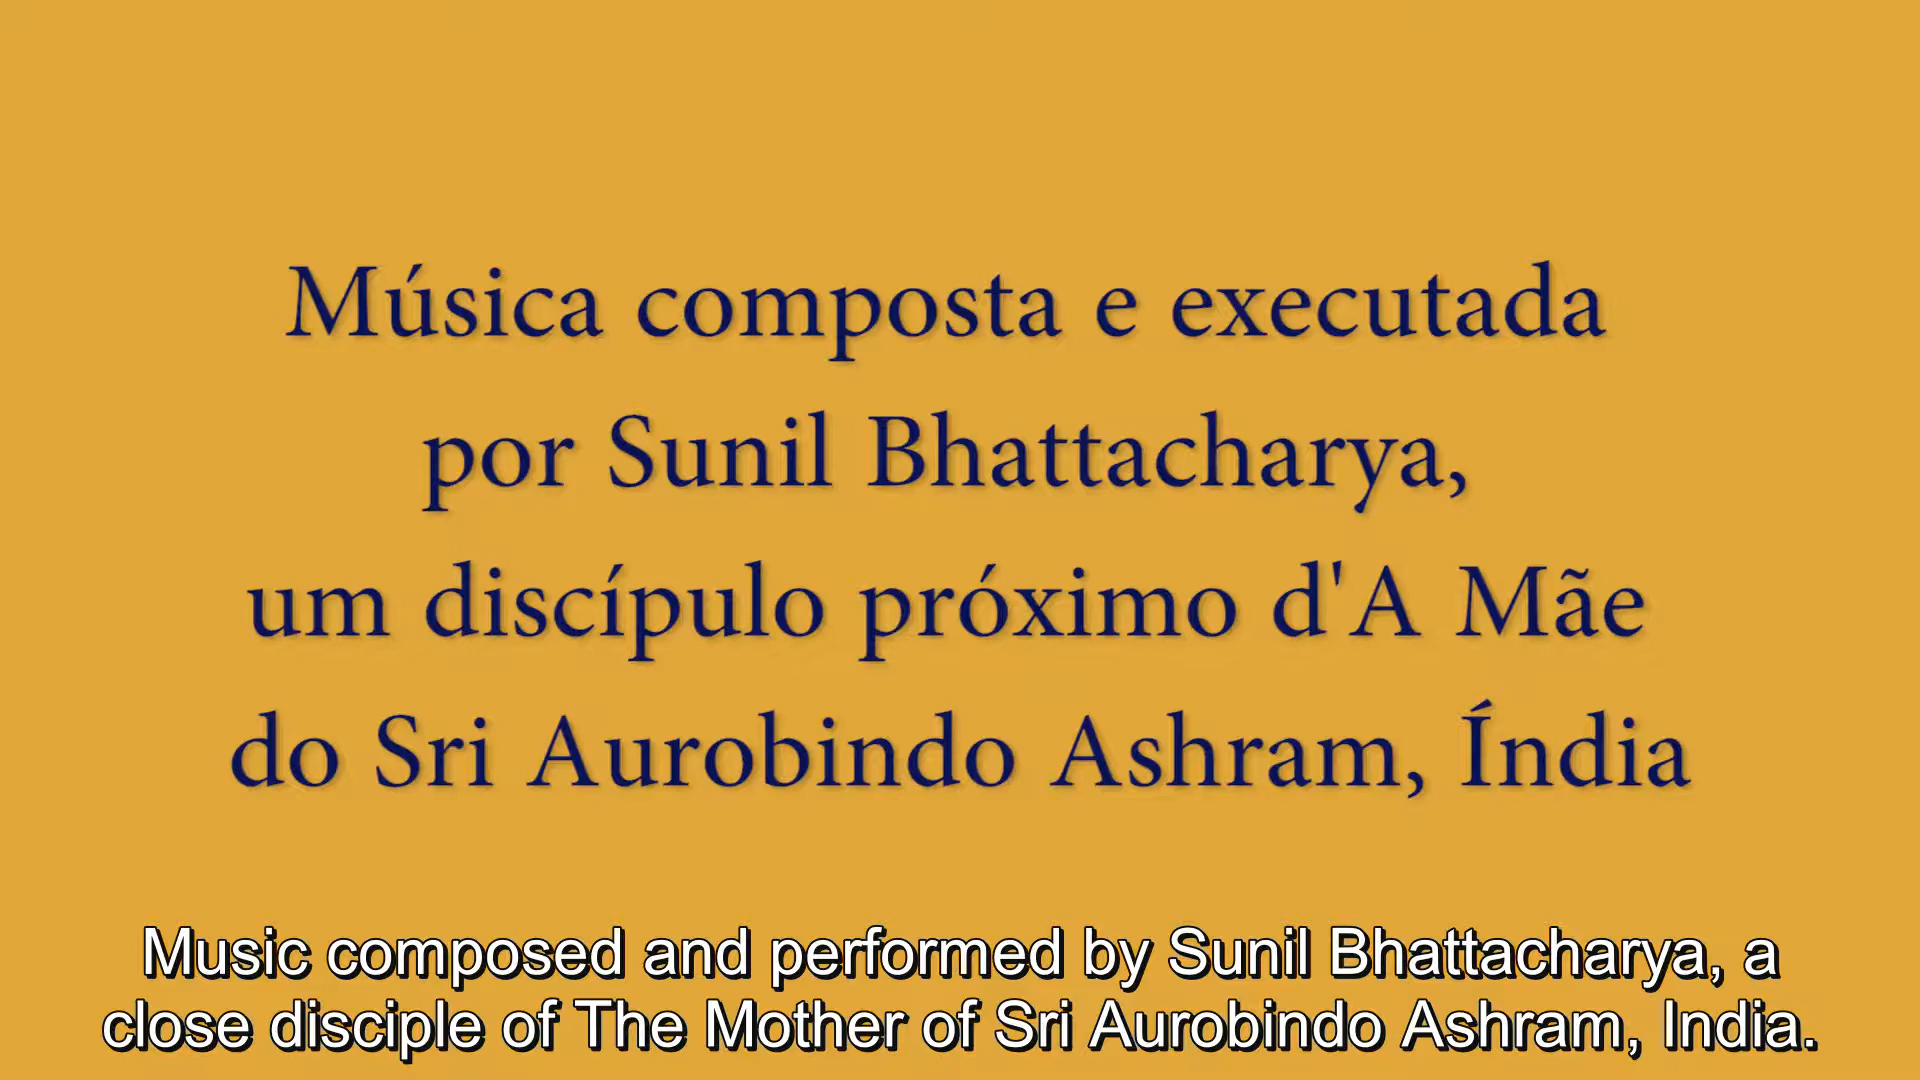 Música composta e executada
por Sunil Bhattacharya,
um discípulo próximo d'A Mãe
do Sri Aurobindo Ashram, Índia
Music composed and performed by Sunil Bhattacharya, a
close disciple of The Mother of Sri Aurobindo Ashram, India.